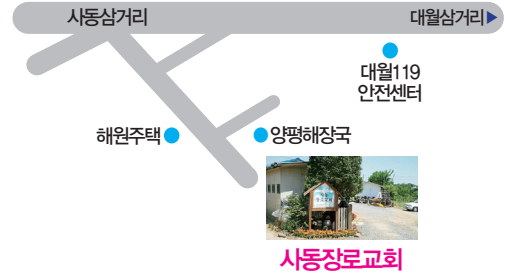 사동삼거리
대월삼거리▶
대월119
안전센터
해원주택
양평해장국
사동장로교회